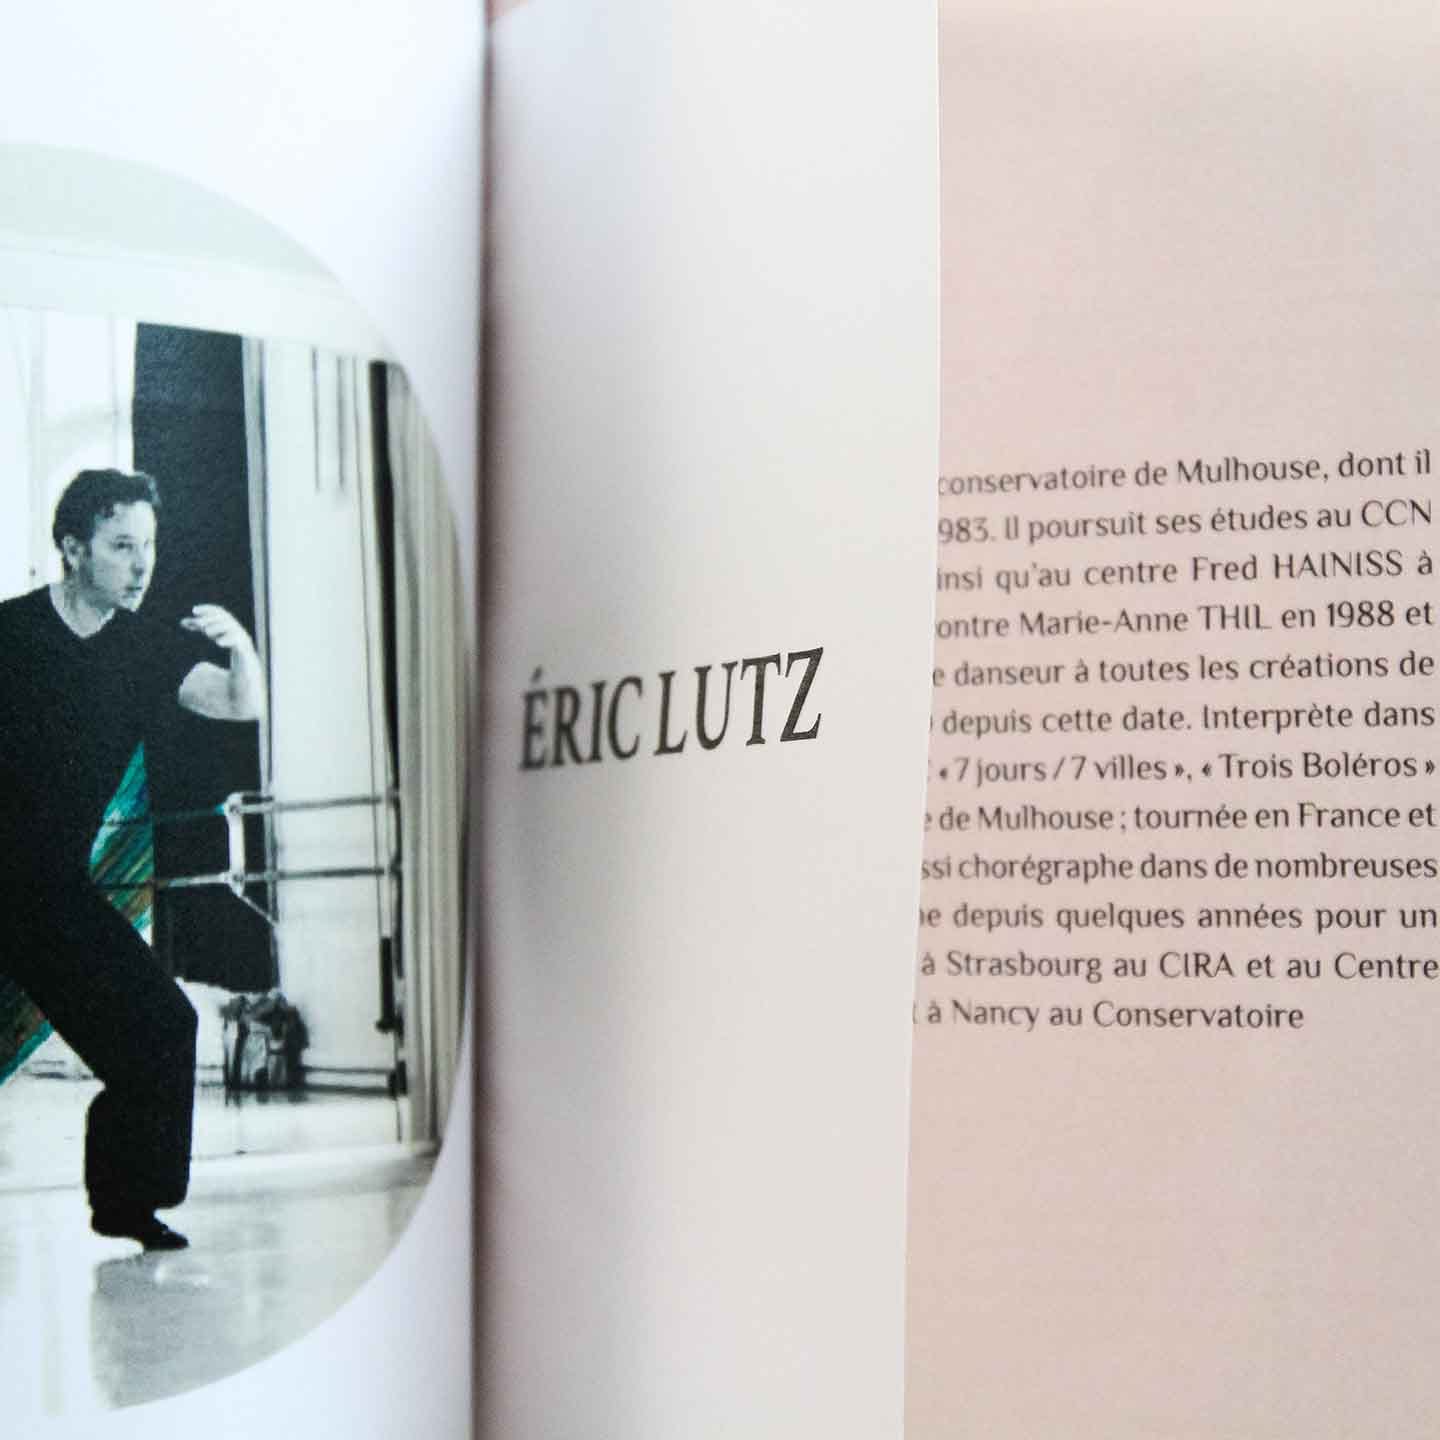 ÉRIC LUTZ
conservatoire de Mulhouse, dont il
983. Il poursuit ses études au CCN
insi qu'au centre Fred HAINISS à
ontre Marie-Anne THIL en 1988 et
e danseur à toutes les créations de
depuis cette date. Interprète dans
« 7 jours / 7 villes », « Trois Boléros »
de Mulhouse ; tournée en France et
ssi chorégraphe dans de nombreuses
depuis quelques années pour un
à Strasbourg au CIRA et au Centre
à Nancy au Conservatoire